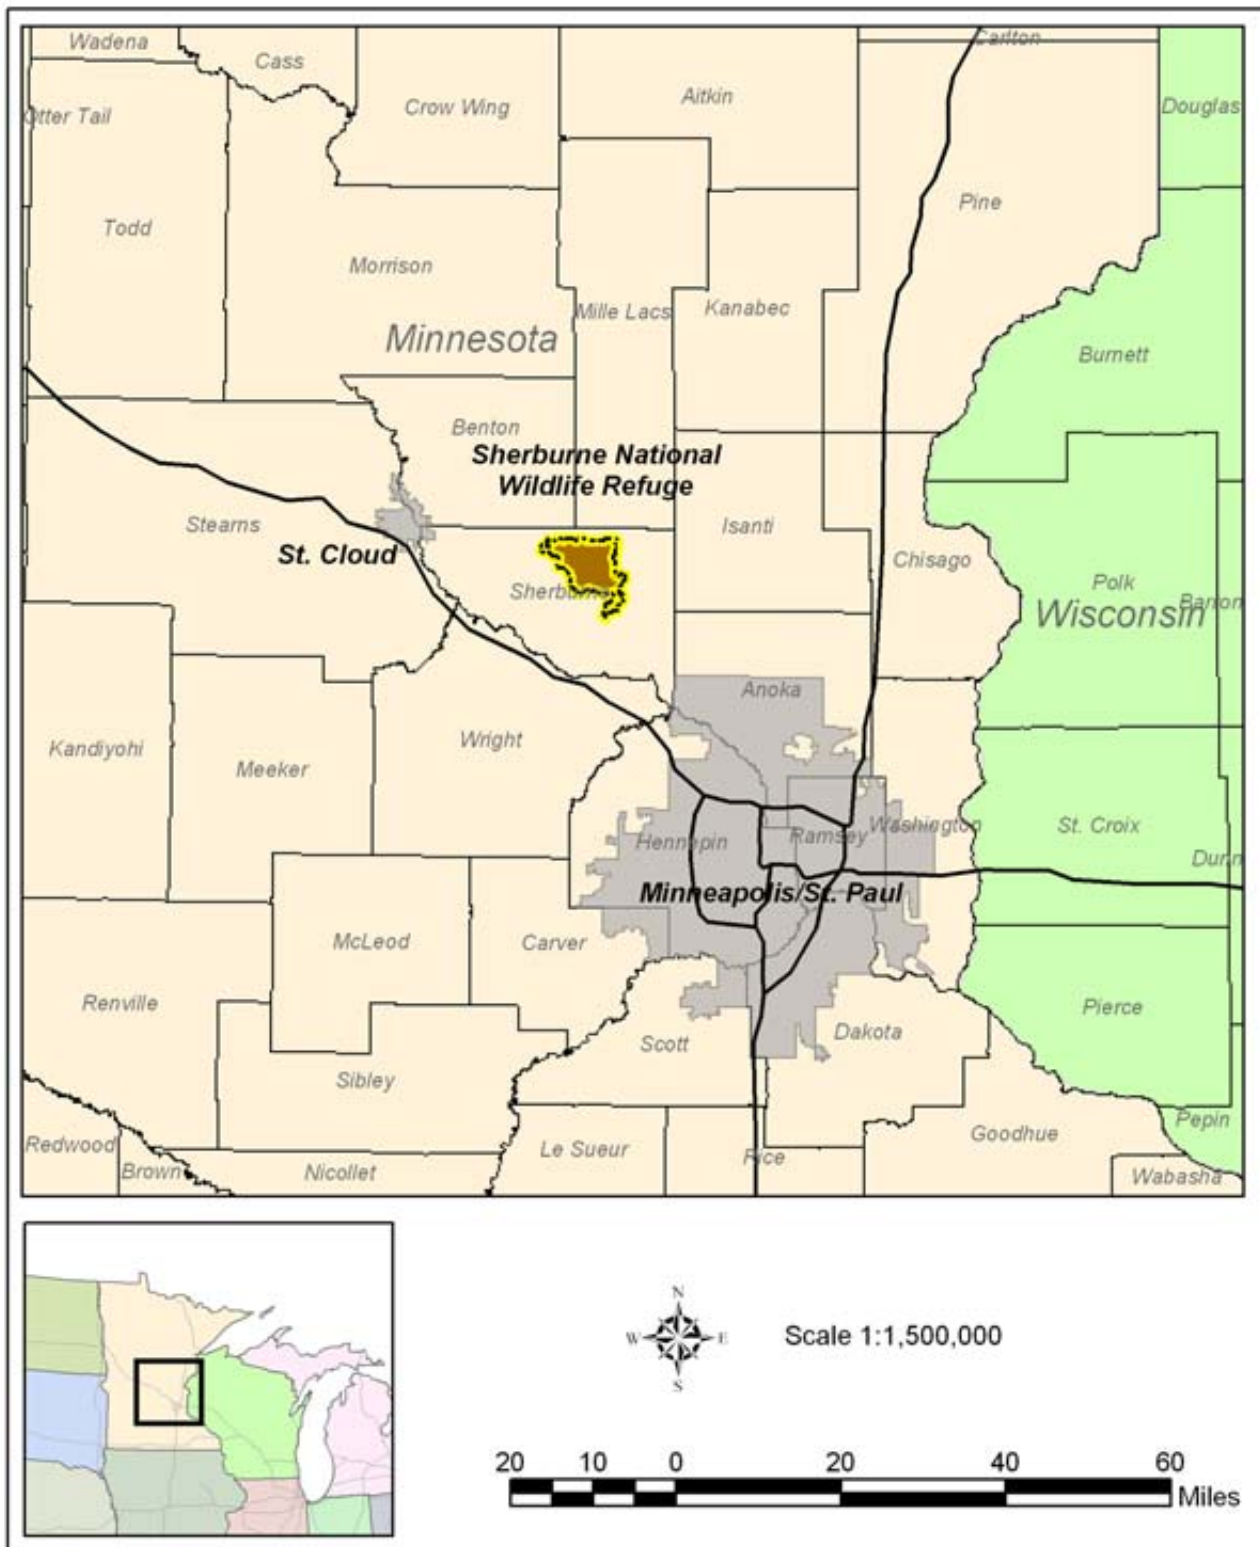 Wadena
Cass
Carlton
Otter Tail
Crow Wing
Aitkin
Douglas
Todd
Pine
Morrison
Mille Lacs
Kanabec
Minnesota
Burnett
Benton
Sherburne National
Wildlife Refuge
Stearns
Isanti
St. Cloud
Chisago
Sherburne
Polk
Barron
Wisconsin
Anoka
Kandiyohi
Wright
Meeker
Hennepin
Ramsey
Washington
St. Croix
Dunn
Minneapolis/St. Paul
McLeod
Carver
Renville
Pierce
Scott
Dakota
Sibley
Pepin
Redwood
Le Sueur
Rice
Goodhue
Brown
Nicollet
Wabasha
N
W E
S
Scale 1:1,500,000
20 10 0 20 40 60
Miles